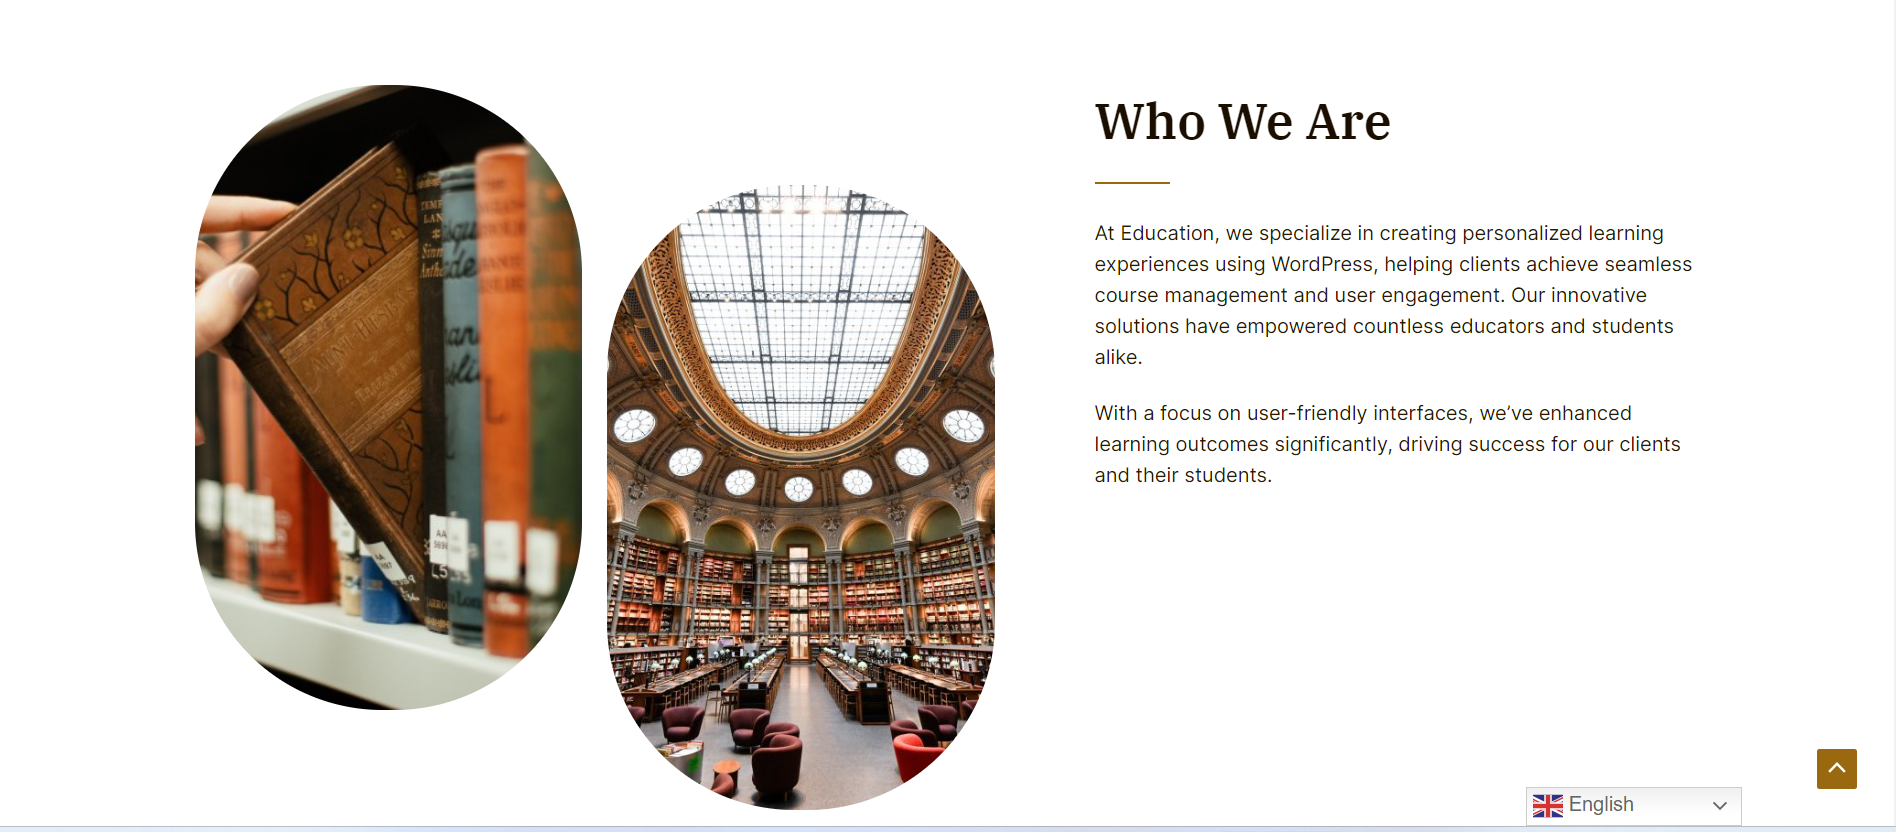 Who We Are
At Education, we specialize in creating personalized learning
experiences using WordPress, helping clients achieve seamless
course management and user engagement. Our innovative
solutions have empowered countless educators and students
alike.
With a focus on user-friendly interfaces, we’ve enhanced
learning outcomes significantly, driving success for our clients
and their students.
English